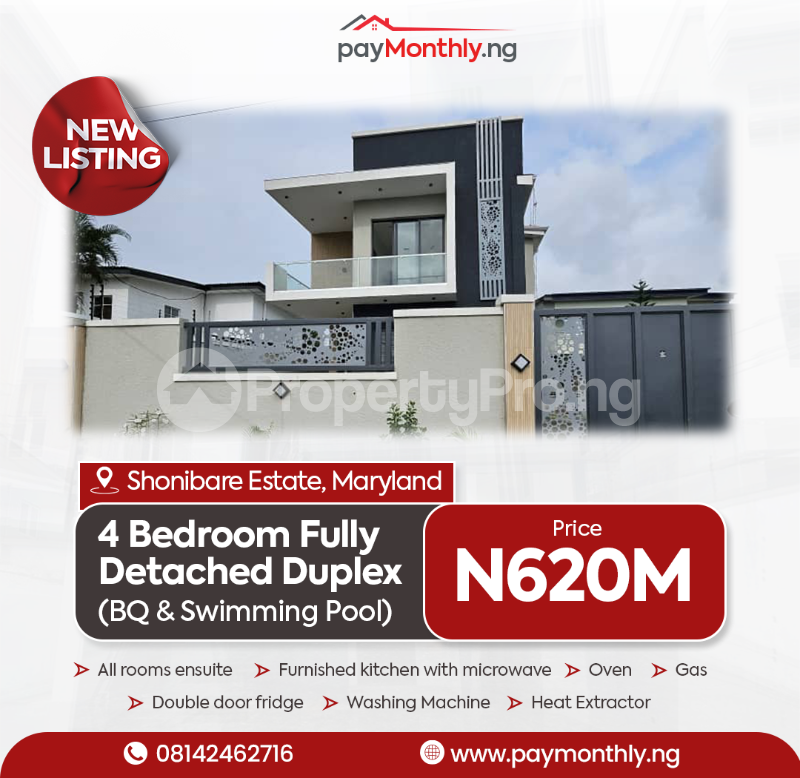 payMonthly.ng
NEW
LISTING
PropertyPro.ng
Shonibare Estate, Maryland
4 Bedroom Fully
Detached Duplex
(BQ & Swimming Pool)
Price
N620M
All rooms ensuite Furnished kitchen with microwave Oven Gas
Double door fridge Washing Machine Heat Extractor
08142462716 www.paymonthly.ng